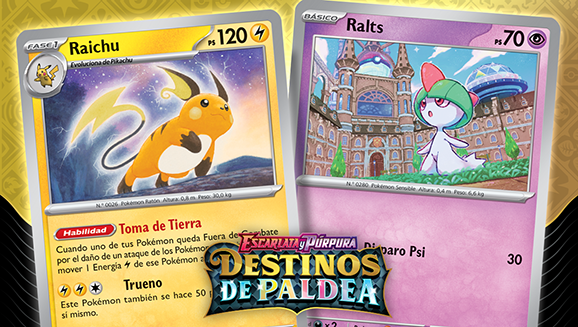 FASE 1
Raichu
PS 120
Evoluciona de Pikachu
N.º 0026 Pokémon Ratón Altura: 0,8 m Peso: 30,0 kg
Habilidad Toma de Tierra
Cuando uno de tus Pokémon queda Fuera de Combate
por el daño de un ataque de los Pokémon
mover 1 Energía de ese Pokémon a
Trueno
Este Pokémon también se hace 50
sí mismo.
BÁSICO
Ralts
PS 70
N.º 0280 Pokémon Sensible Altura: 0,4 m Peso: 6,6 kg
Disparo Psi 30
×2
ESCARLATA Y PÚRPURA
DESTINOS
DE PALDEA